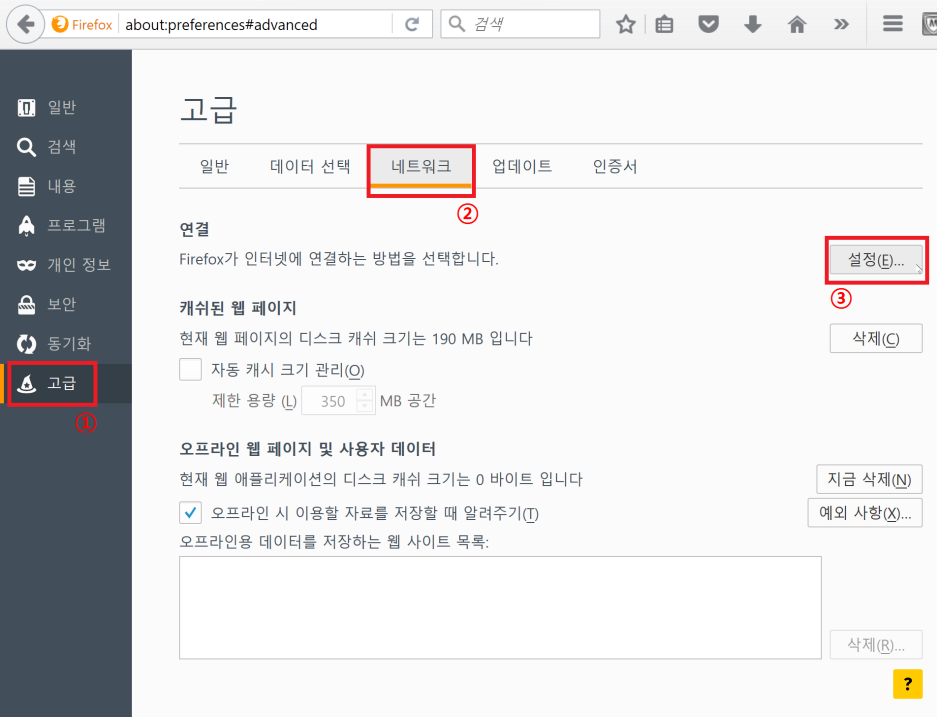 Firefox about:preferences#advanced 검색
일반
검색
내용
프로그램
개인 정보
보안
동기화
고급
①
고급
일반 데이터 선택 네트워크 업데이트 인증서
②
연결
Firefox가 인터넷에 연결하는 방법을 선택합니다. 설정(E)...
③
캐쉬된 웹 페이지
현재 웹 페이지의 디스크 캐쉬 크기는 190 MB 입니다 삭제(C)
자동 캐시 크기 관리(O)
제한 용량 (L) 350 MB 공간
오프라인 웹 페이지 및 사용자 데이터
현재 웹 애플리케이션의 디스크 캐쉬 크기는 0 바이트 입니다 지금 삭제(N)
오프라인 시 이용할 자료를 저장할 때 알려주기(T) 예외 사항(X)...
오프라인용 데이터를 저장하는 웹 사이트 목록:
삭제(R)...
?